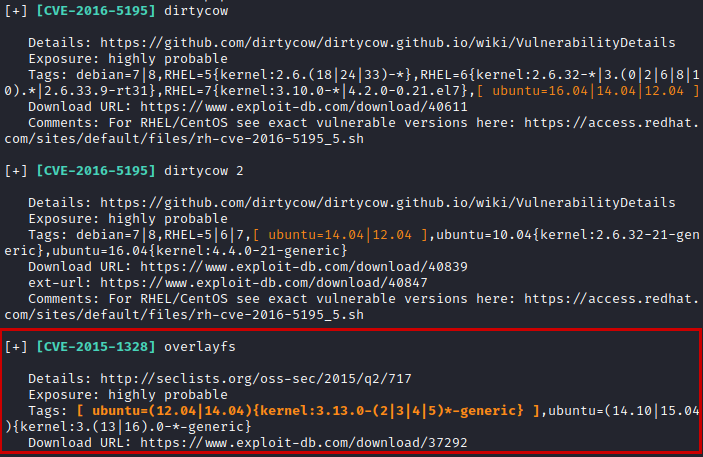 [+] [CVE-2016-5195] dirtycow
Details: https://github.com/dirtycow/dirtycow.github.io/wiki/VulnerabilityDetails
Exposure: highly probable
Tags: debian=7|8,RHEL=5{kernel:2.6.(18|24|33)-*},RHEL=6{kernel:2.6.32-*|3.(0|2|6|8|1
0).*|2.6.33.9-rt31},RHEL=7{kernel:3.10.0-*|4.2.0-0.21.el7},[ ubuntu=16.04|14.04|12.04 ]
Download URL: https://www.exploit-db.com/download/40611
Comments: For RHEL/CentOS see exact vulnerable versions here: https://access.redhat.
com/sites/default/files/rh-cve-2016-5195_5.sh
[+] [CVE-2016-5195] dirtycow 2
Details: https://github.com/dirtycow/dirtycow.github.io/wiki/VulnerabilityDetails
Exposure: highly probable
Tags: debian=7|8,RHEL=5|6|7,[ ubuntu=14.04|12.04 ],ubuntu=10.04{kernel:2.6.32-21-gen
eric},ubuntu=16.04{kernel:4.4.0-21-generic}
Download URL: https://www.exploit-db.com/download/40839
ext-url: https://www.exploit-db.com/download/40847
Comments: For RHEL/CentOS see exact vulnerable versions here: https://access.redhat.
com/sites/default/files/rh-cve-2016-5195_5.sh
[+] [CVE-2015-1328] overlayfs
Details: http://seclists.org/oss-sec/2015/q2/717
Exposure: highly probable
Tags: [ ubuntu=(12.04|14.04){kernel:3.13.0-(2|3|4|5)*-generic} ],ubuntu=(14.10|15.04
){kernel:3.(13|16).0-*-generic}
Download URL: https://www.exploit-db.com/download/37292